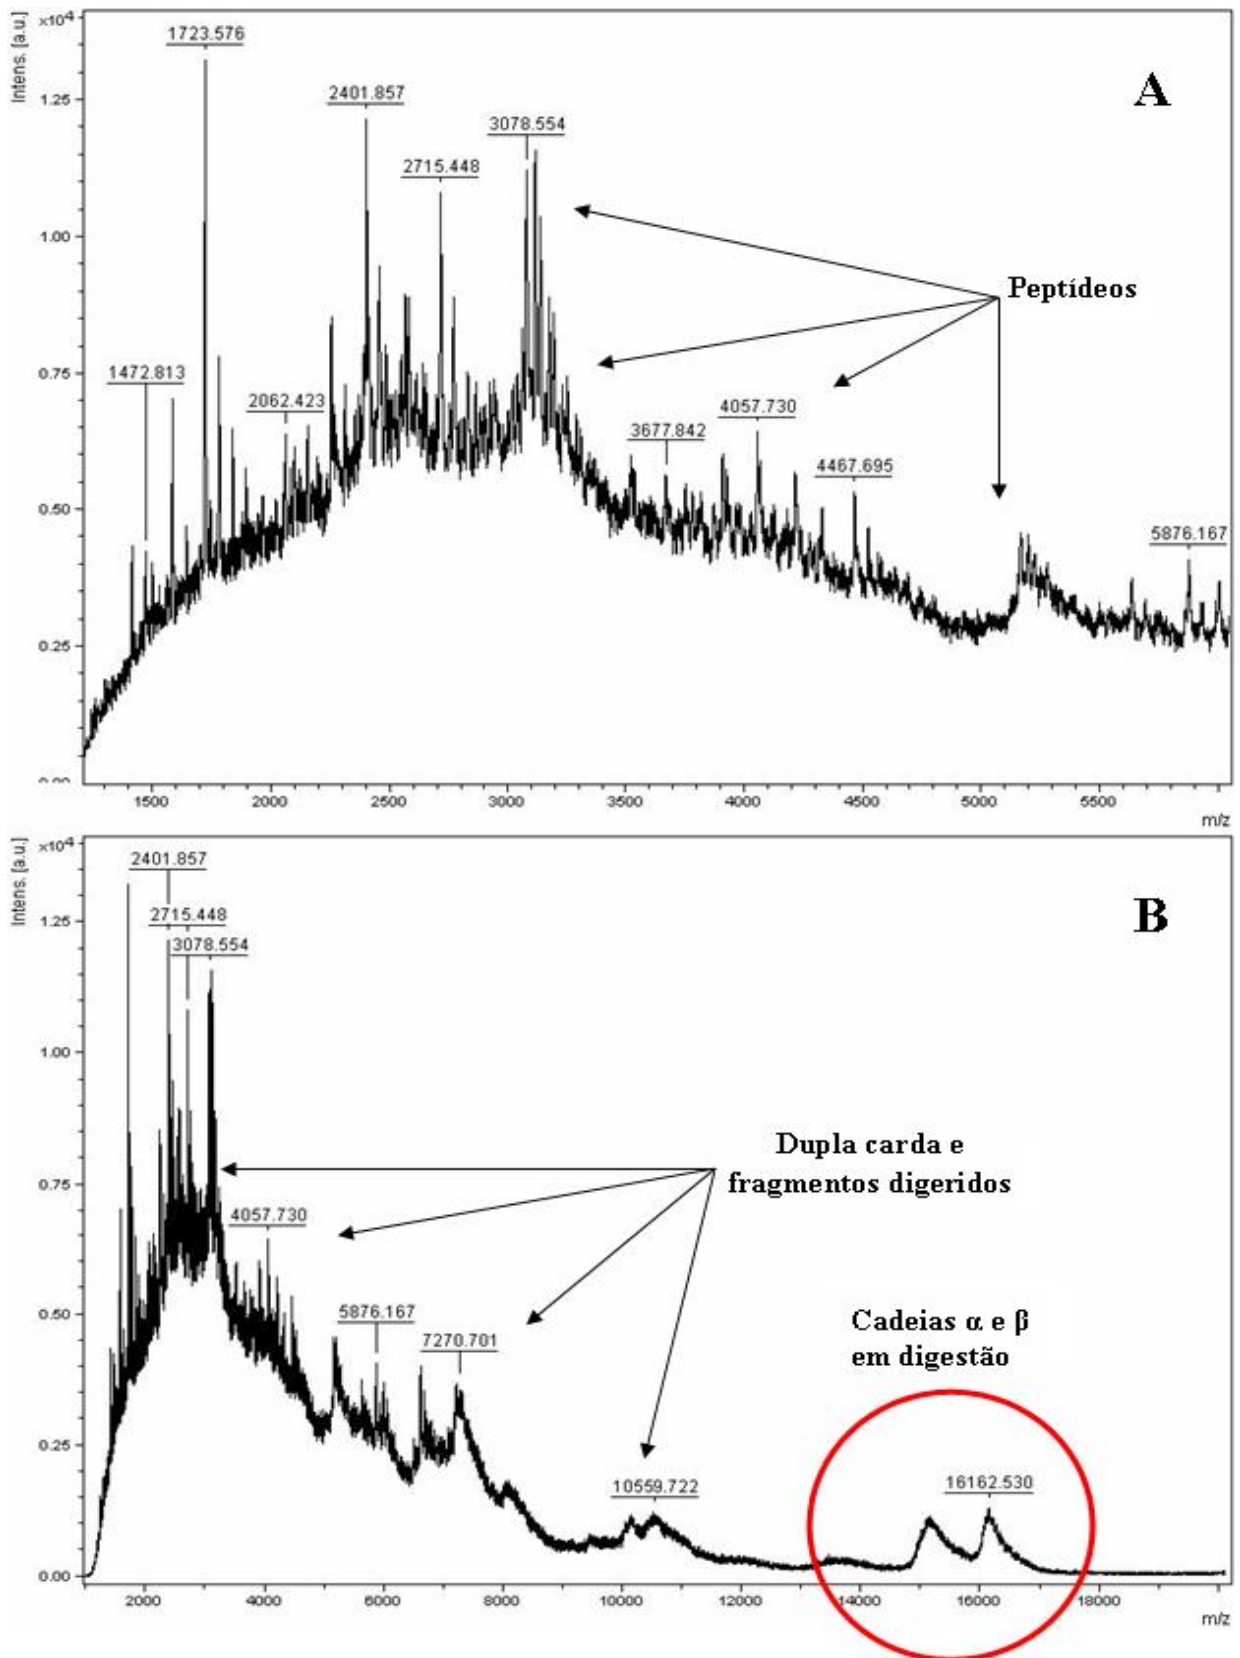 Intens. [a.u.]
x10⁴
1723.576
A
1.25
2401.857
3078.554
2715.448
1.00
Peptídeos
0.75
1472.813
2062.423
4057.730
3677.842
4467.695
0.50
5876.167
0.25
1500 2000 2500 3000 3500 4000 4500 5000 5500
m/z
Intens. [a.u.]
x10⁴
2401.857
B
2715.448
1.25
3078.554
1.00
Dupla carda e
fragmentos digeridos
0.75
4057.730
0.50
5876.167
7270.701
Cadeias α e β
em digestão
0.25
10559.722
16162.530
0.00
2000 4000 6000 8000 10000 12000 14000 16000 18000
m/z